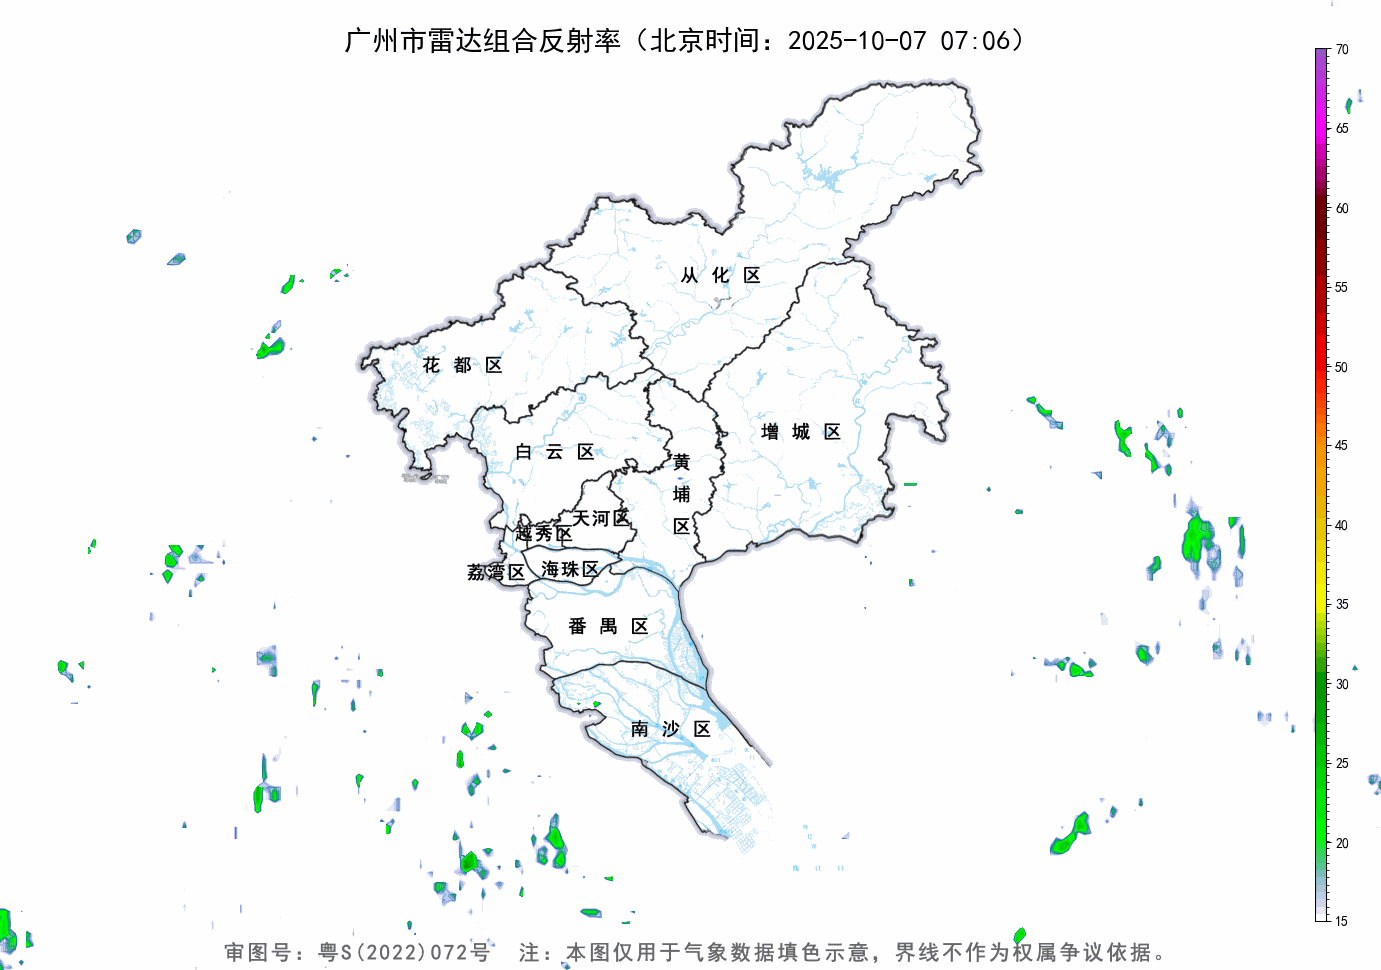 广州市雷达组合反射率（北京时间：2025-10-07 07:06）
70
65
60
55
50
45
40
35
30
25
20
15
从化区
花都区
增城区
白云区
黄埔区
天河区
越秀区
荔湾区
海珠区
番禺区
南沙区
审图号：粤S(2022)072号 注：本图仅用于气象数据填色示意，界线不作为权属争议依据。